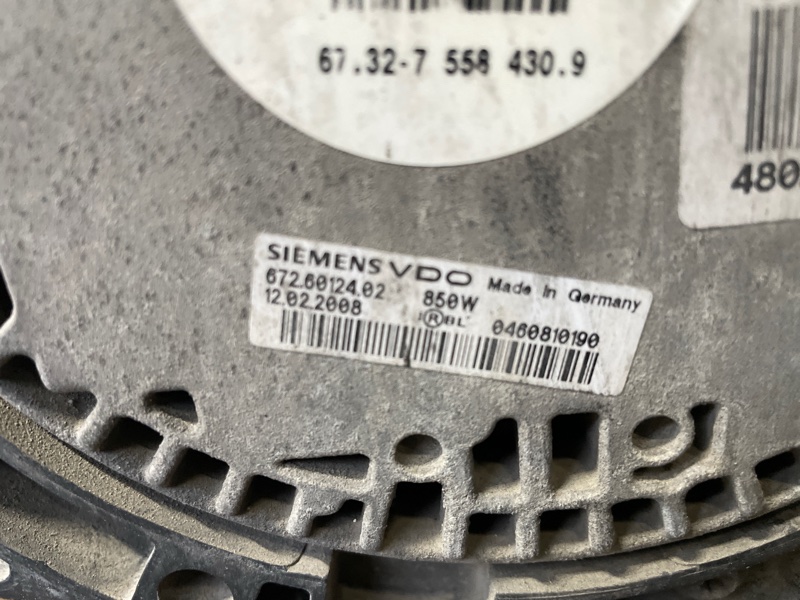 67.32-7 558 430.9
480
SIEMENS VDO Made in Germany
672.60124.02 850W
12.02.2008 0460810190